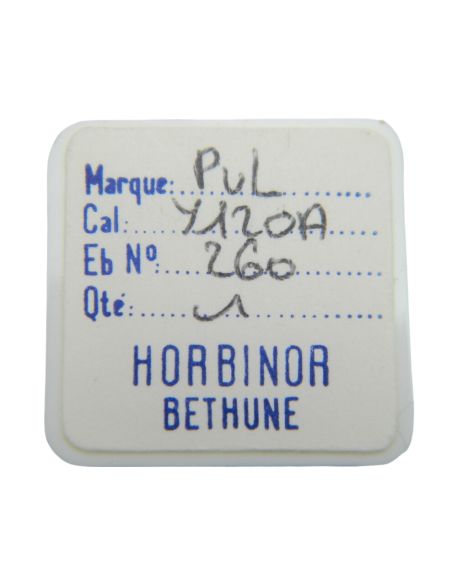 Marque: PUL
Cal: Y120A
Eb Nº 260
Qté: 1
HORBINOR
BETHUNE